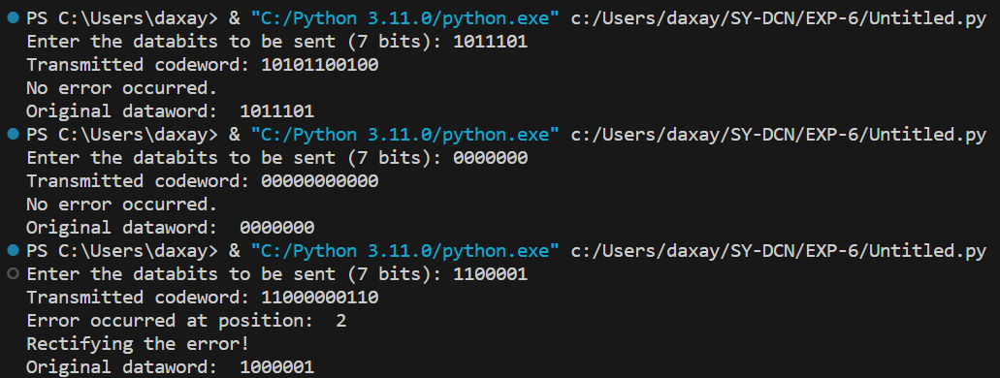 PS C:\Users\daxay> & "C:/Python 3.11.0/python.exe" c:/Users/daxay/SY-DCN/EXP-6/Untitled.py
Enter the databits to be sent (7 bits): 1011101
Transmitted codeword: 10101100100
No error occurred.
Original dataword:  1011101
PS C:\Users\daxay> & "C:/Python 3.11.0/python.exe" c:/Users/daxay/SY-DCN/EXP-6/Untitled.py
Enter the databits to be sent (7 bits): 0000000
Transmitted codeword: 00000000000
No error occurred.
Original dataword:  0000000
PS C:\Users\daxay> & "C:/Python 3.11.0/python.exe" c:/Users/daxay/SY-DCN/EXP-6/Untitled.py
Enter the databits to be sent (7 bits): 1100001
Transmitted codeword: 11000000110
Error occurred at position:  2
Rectifying the error!
Original dataword:  1000001